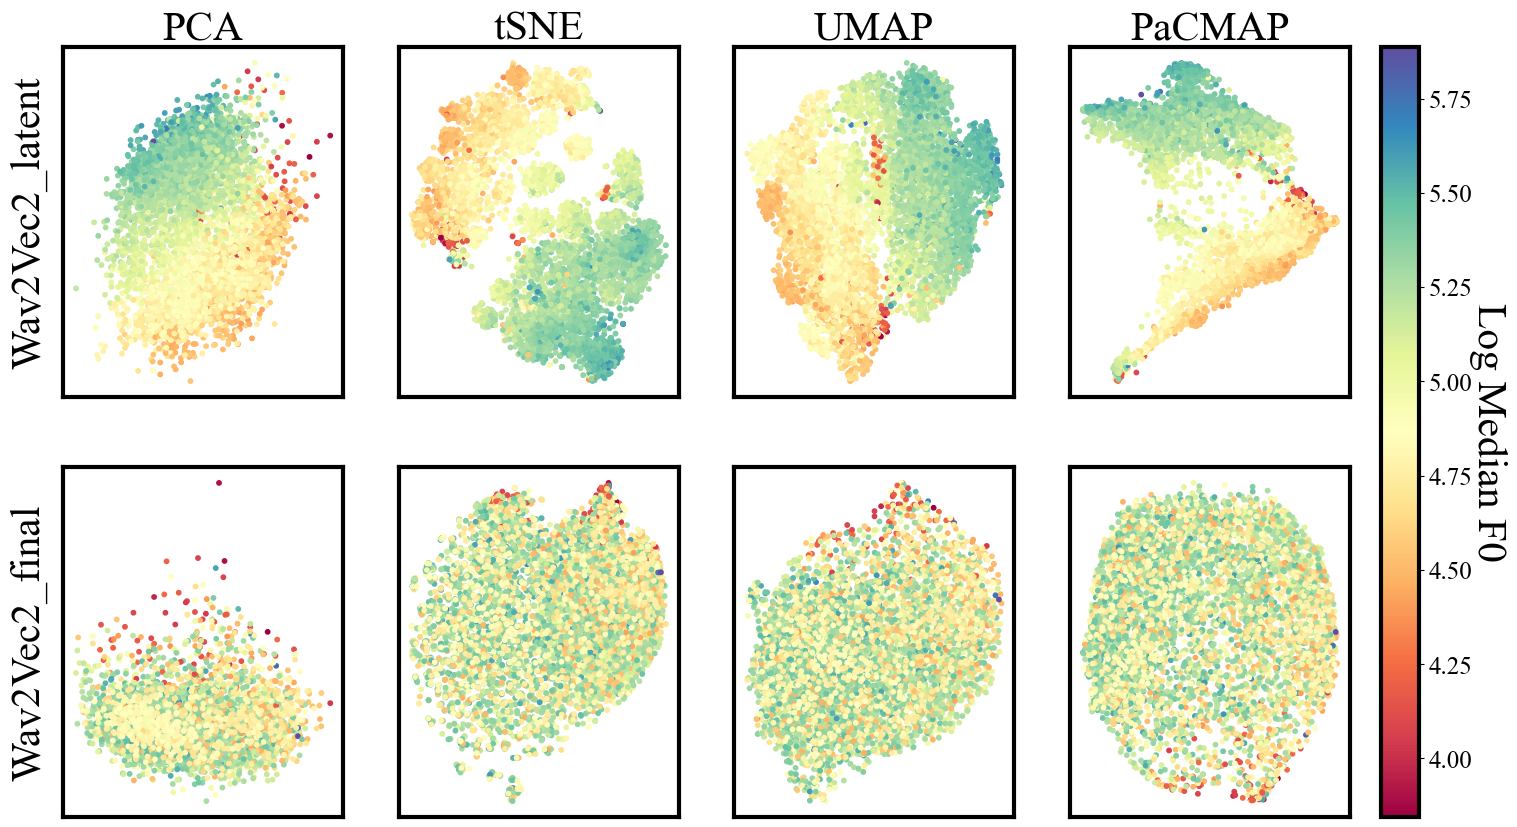 PCA
tSNE
UMAP
PaCMAP
Wav2Vec2_latent
Wav2Vec2_final
5.75
5.50
5.25
5.00
4.75
4.50
4.25
4.00
Log Median F0